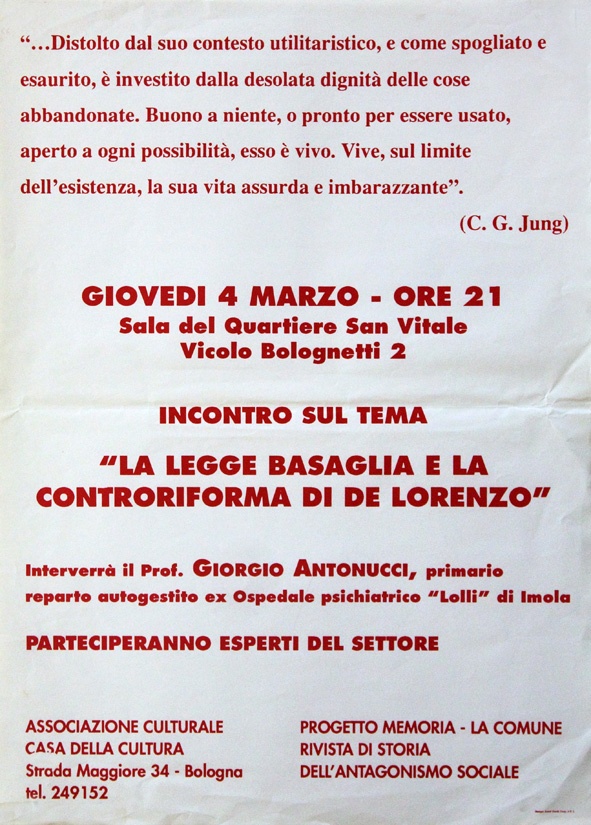 “...Distolto dal suo contesto utilitaristico, e come spogliato e
esaurito, è investito dalla desolata dignità delle cose
abbandonate. Buono a niente, o pronto per essere usato,
aperto a ogni possibilità, esso è vivo. Vive, sul limite
dell’esistenza, la sua vita assurda e imbarazzante”.
(C. G. Jung)
GIOVEDI 4 MARZO - ORE 21
Sala del Quartiere San Vitale
Vicolo Bolognetti 2
INCONTRO SUL TEMA
“LA LEGGE BASAGLIA E LA
CONTRORIFORMA DI DE LORENZO”
Interverrà il Prof. GIORGIO ANTONUCCI, primario
reparto autogestito ex Ospedale psichiatrico “Lolli” di Imola
PARTECIPERANNO ESPERTI DEL SETTORE
ASSOCIAZIONE CULTURALE
CASA DELLA CULTURA
Strada Maggiore 34 - Bologna
tel. 249152
PROGETTO MEMORIA - LA COMUNE
RIVISTA DI STORIA
DELL’ANTAGONISMO SOCIALE